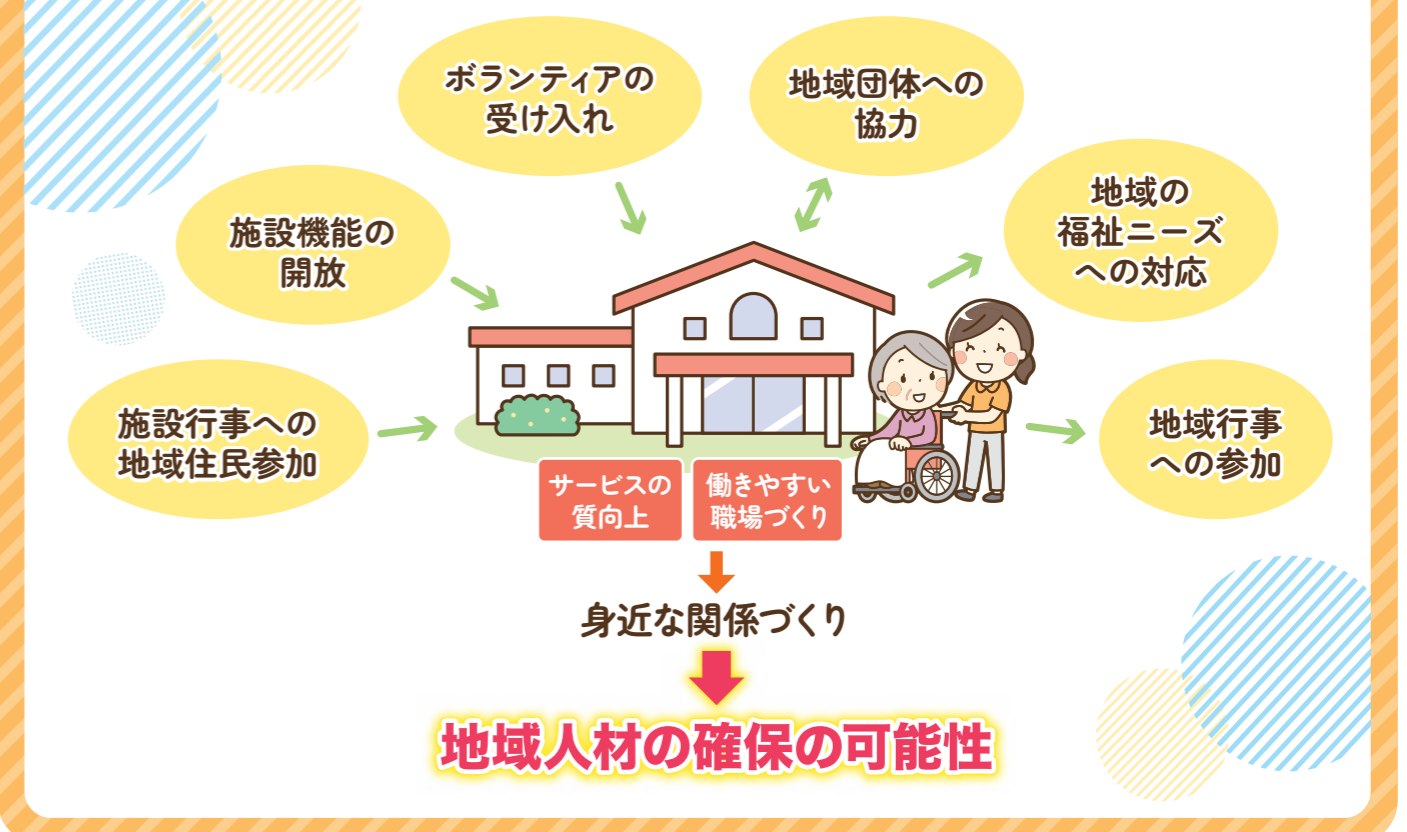 ボランティアの
受け入れ
地域団体への
協力
施設機能の
開放
地域の
福祉ニーズ
への対応
施設行事への
地域住民参加
地域行事
への参加
サービスの
質向上
働きやすい
職場づくり
身近な関係づくり
地域人材の確保の可能性